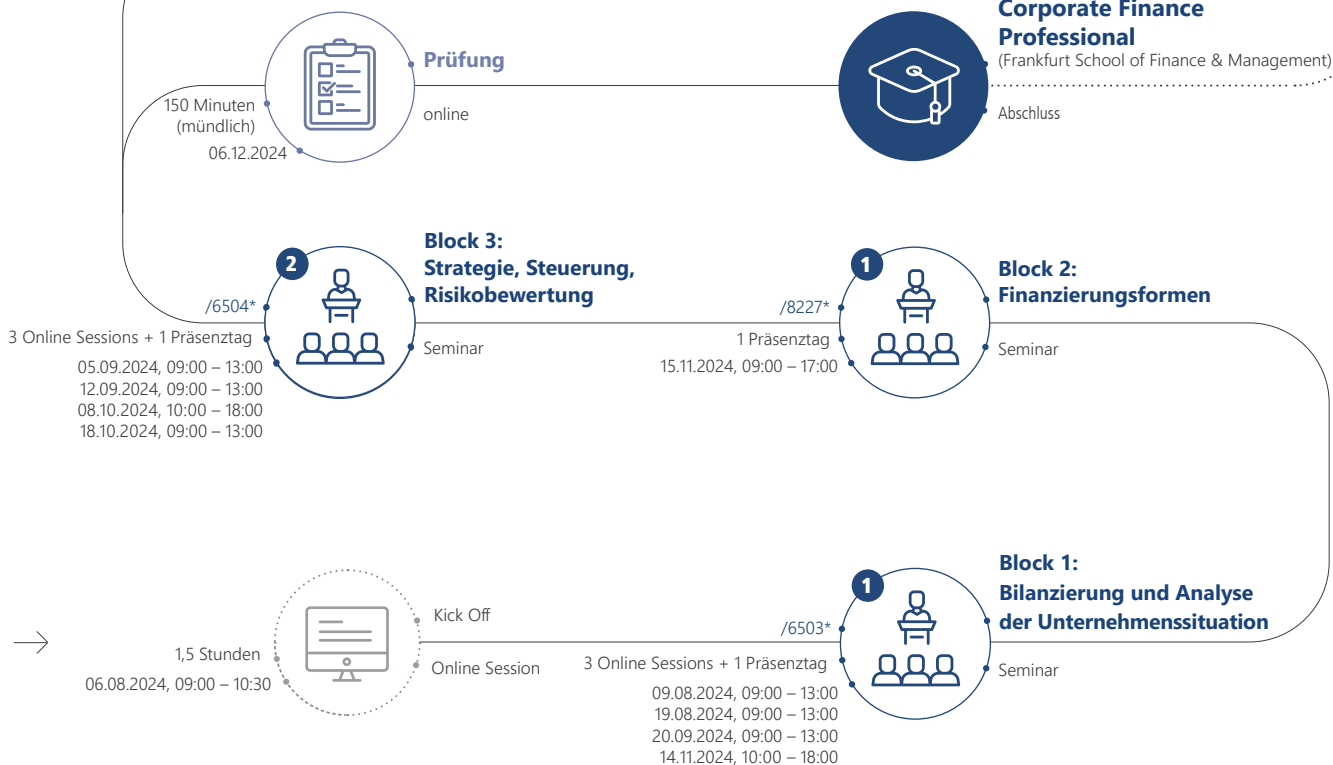 Corporate Finance
Professional
(Frankfurt School of Finance & Management)
Abschluss
Prüfung
online
150 Minuten
(mündlich)
06.12.2024
2
Block 3:
Strategie, Steuerung,
Risikobewertung
/6504*
3 Online Sessions + 1 Präsenztag
Seminar
05.09.2024, 09:00 – 13:00
12.09.2024, 09:00 – 13:00
08.10.2024, 10:00 – 18:00
18.10.2024, 09:00 – 13:00
1
Block 2:
Finanzierungsformen
/8227*
1 Präsenztag
Seminar
15.11.2024, 09:00 – 17:00
Kick Off
1,5 Stunden
Online Session
06.08.2024, 09:00 – 10:30
1
Block 1:
Bilanzierung und Analyse
der Unternehmenssituation
/6503*
3 Online Sessions + 1 Präsenztag
Seminar
09.08.2024, 09:00 – 13:00
19.08.2024, 09:00 – 13:00
20.09.2024, 09:00 – 13:00
14.11.2024, 10:00 – 18:00